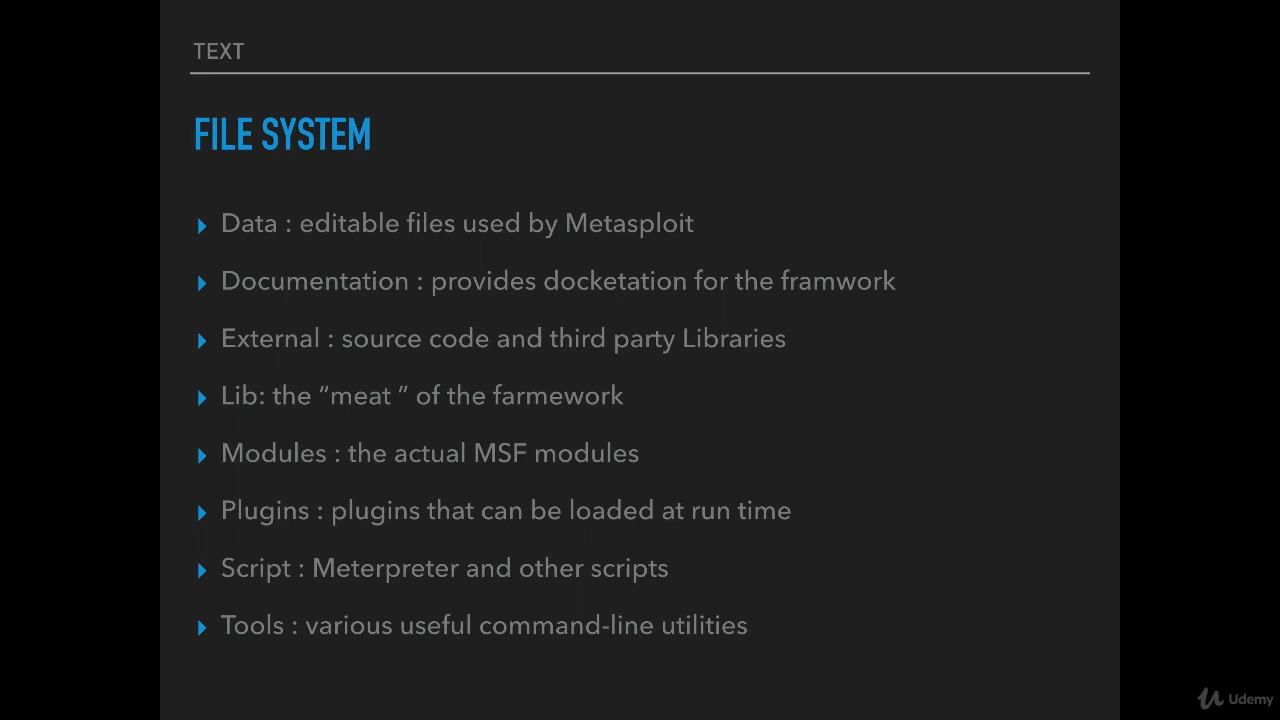 TEXT
FILE SYSTEM
Data : editable files used by Metasploit
Documentation : provides docketation for the framwork
External : source code and third party Libraries
Lib: the “meat ” of the farmework
Modules : the actual MSF modules
Plugins : plugins that can be loaded at run time
Script : Meterpreter and other scripts
Tools : various useful command-line utilities
Udemy